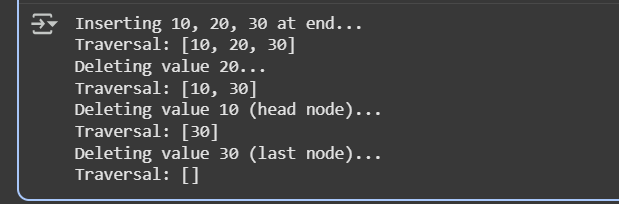 Inserting 10, 20, 30 at end...
Traversal: [10, 20, 30]
Deleting value 20...
Traversal: [10, 30]
Deleting value 10 (head node)...
Traversal: [30]
Deleting value 30 (last node)...
Traversal: []